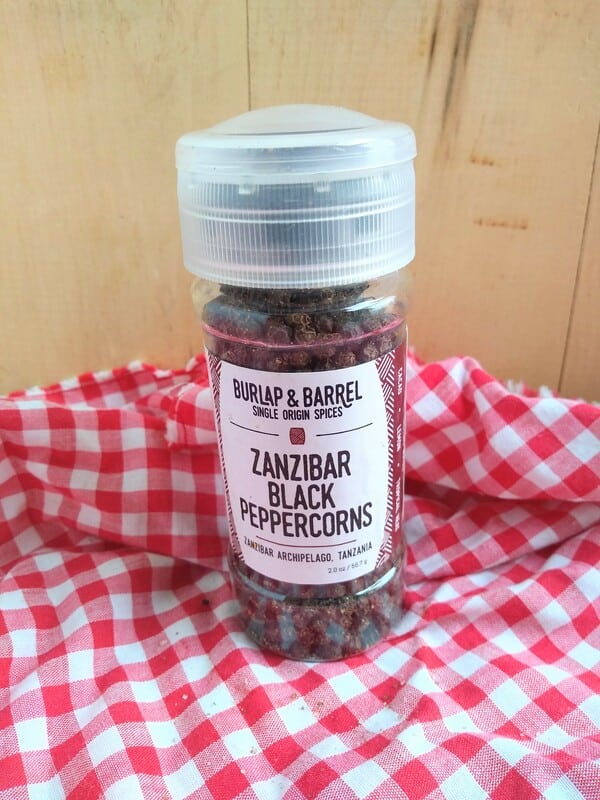 BURLAP & BARREL
SINGLE ORIGIN SPICES
ZANZIBAR
BLACK
PEPPERCORNS
ZANZIBAR ARCHIPELAGO, TANZANIA
2.0 oz / 56.7 g